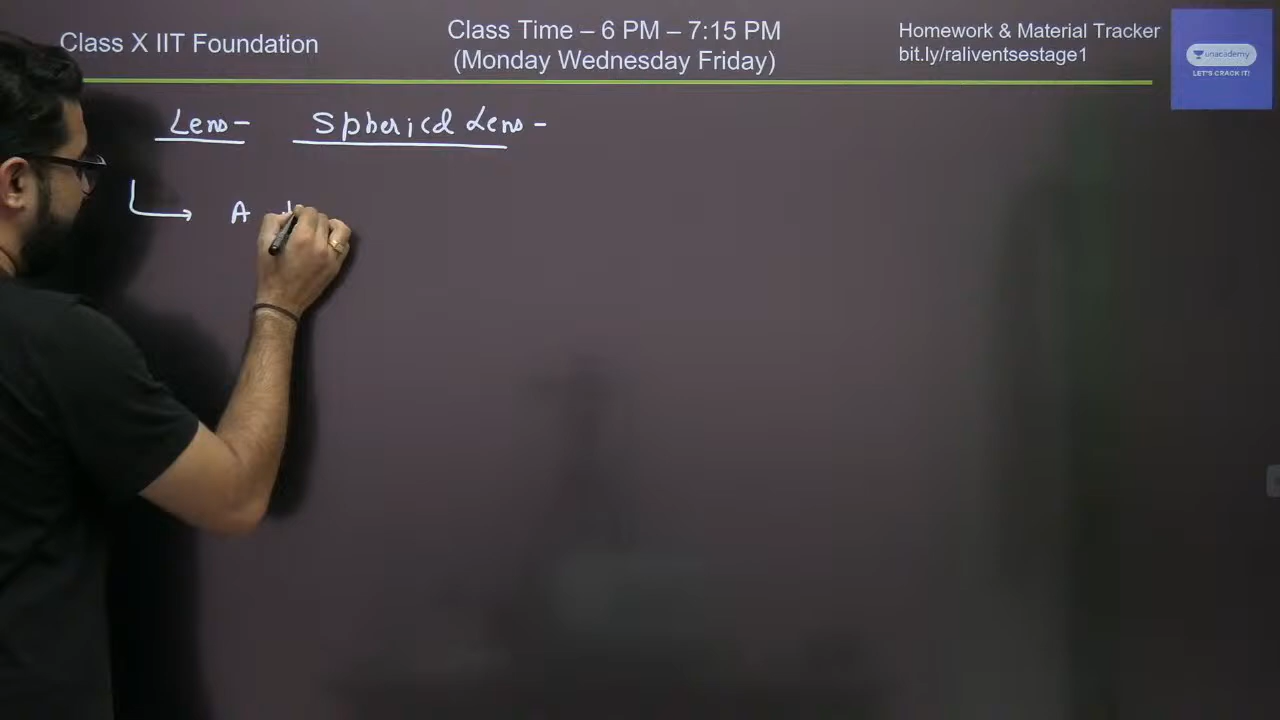 Class X IIT Foundation
Class Time – 6 PM – 7:15 PM
(Monday Wednesday Friday)
Homework & Material Tracker
bit.ly/raliventsestage1
unacademy
LET'S CRACK IT!
Lens- Spherical Lens-
A